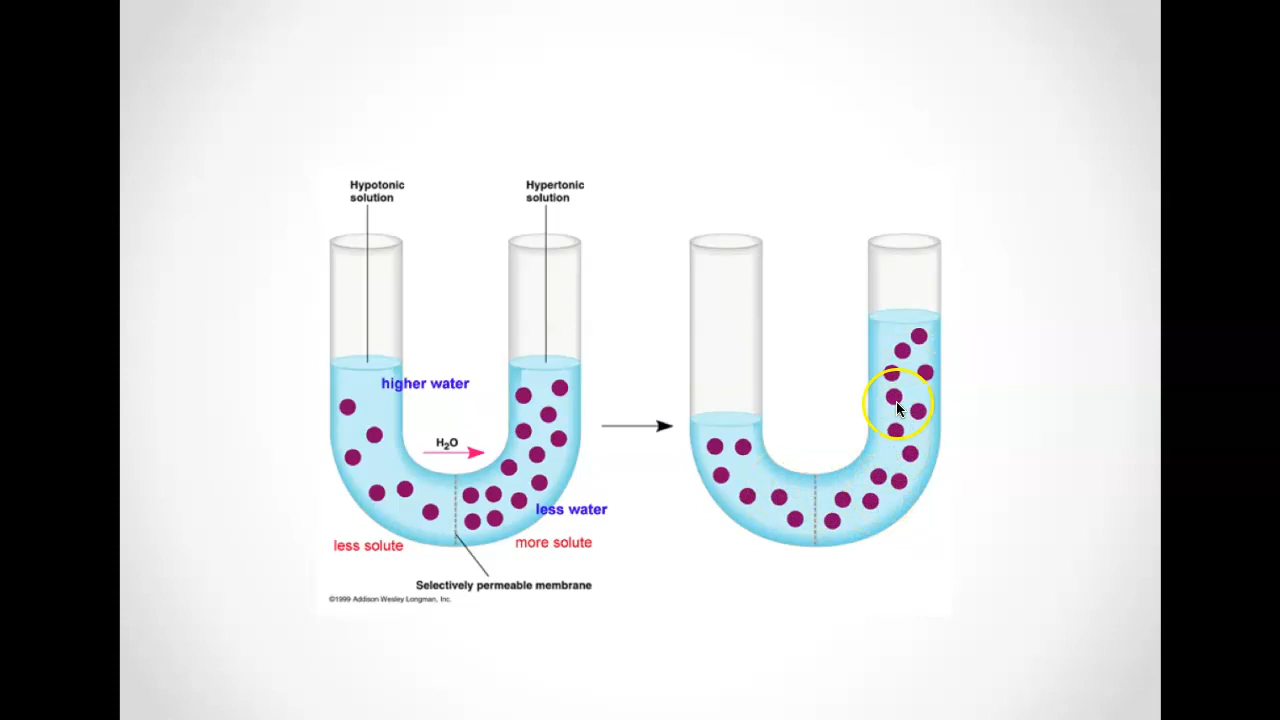 Hypotonic
solution
Hypertonic
solution
higher water
H₂O
less water
less solute
more solute
Selectively permeable membrane
©1999 Addison Wesley Longman, Inc.